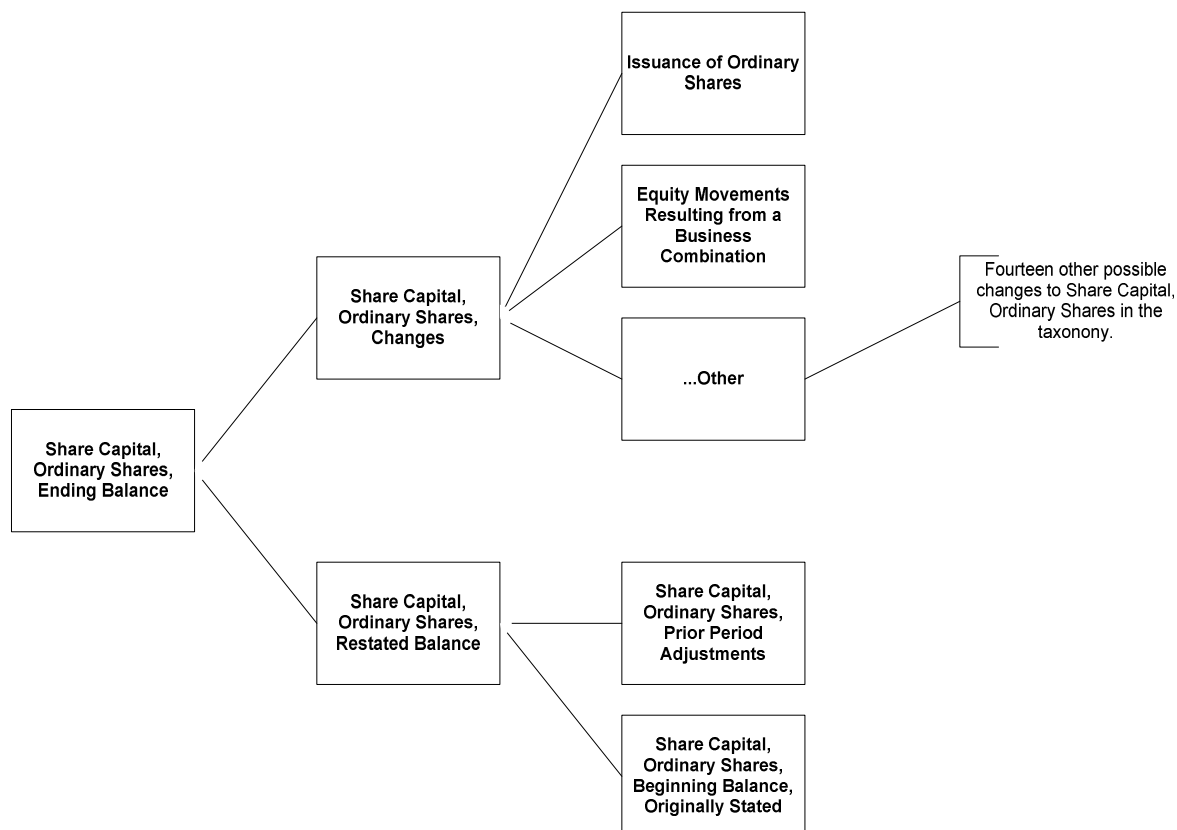 Issuance of Ordinary
Shares
Equity Movements
Resulting from a
Business
Combination
Fourteen other possible
changes to Share Capital,
Ordinary Shares in the
taxonony.
Share Capital,
Ordinary Shares,
Changes
...Other
Share Capital,
Ordinary Shares,
Ending Balance
Share Capital,
Ordinary Shares,
Restated Balance
Share Capital,
Ordinary Shares,
Prior Period
Adjustments
Share Capital,
Ordinary Shares,
Beginning Balance,
Originally Stated